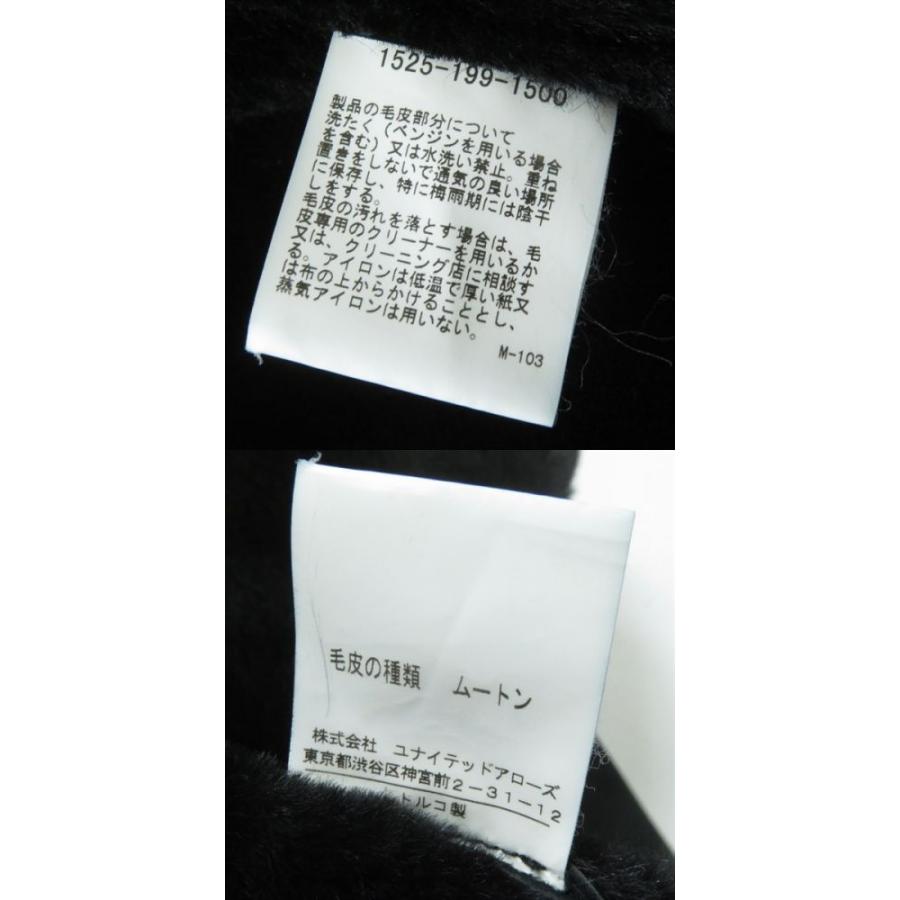 1525-199-1500
製品の毛皮部分について
洗たく(ベンジンを用いる場合
を含む)又は水洗い禁止。重ね
置きをしないで通気の良い場所
に保存し、特に梅雨期には陰干
しをする。
毛皮の汚れを落とす場合は、毛
皮専用のクリーナーを用いるか
又は、クリーニング店に相談す
る。アイロンは低温で厚い紙又
は布の上からかけることとし、
蒸気アイロンは用いない。
M-103
毛皮の種類 ムートン
株式会社 ユナイテッドアローズ
東京都渋谷区神宮前2-31-12
トルコ製